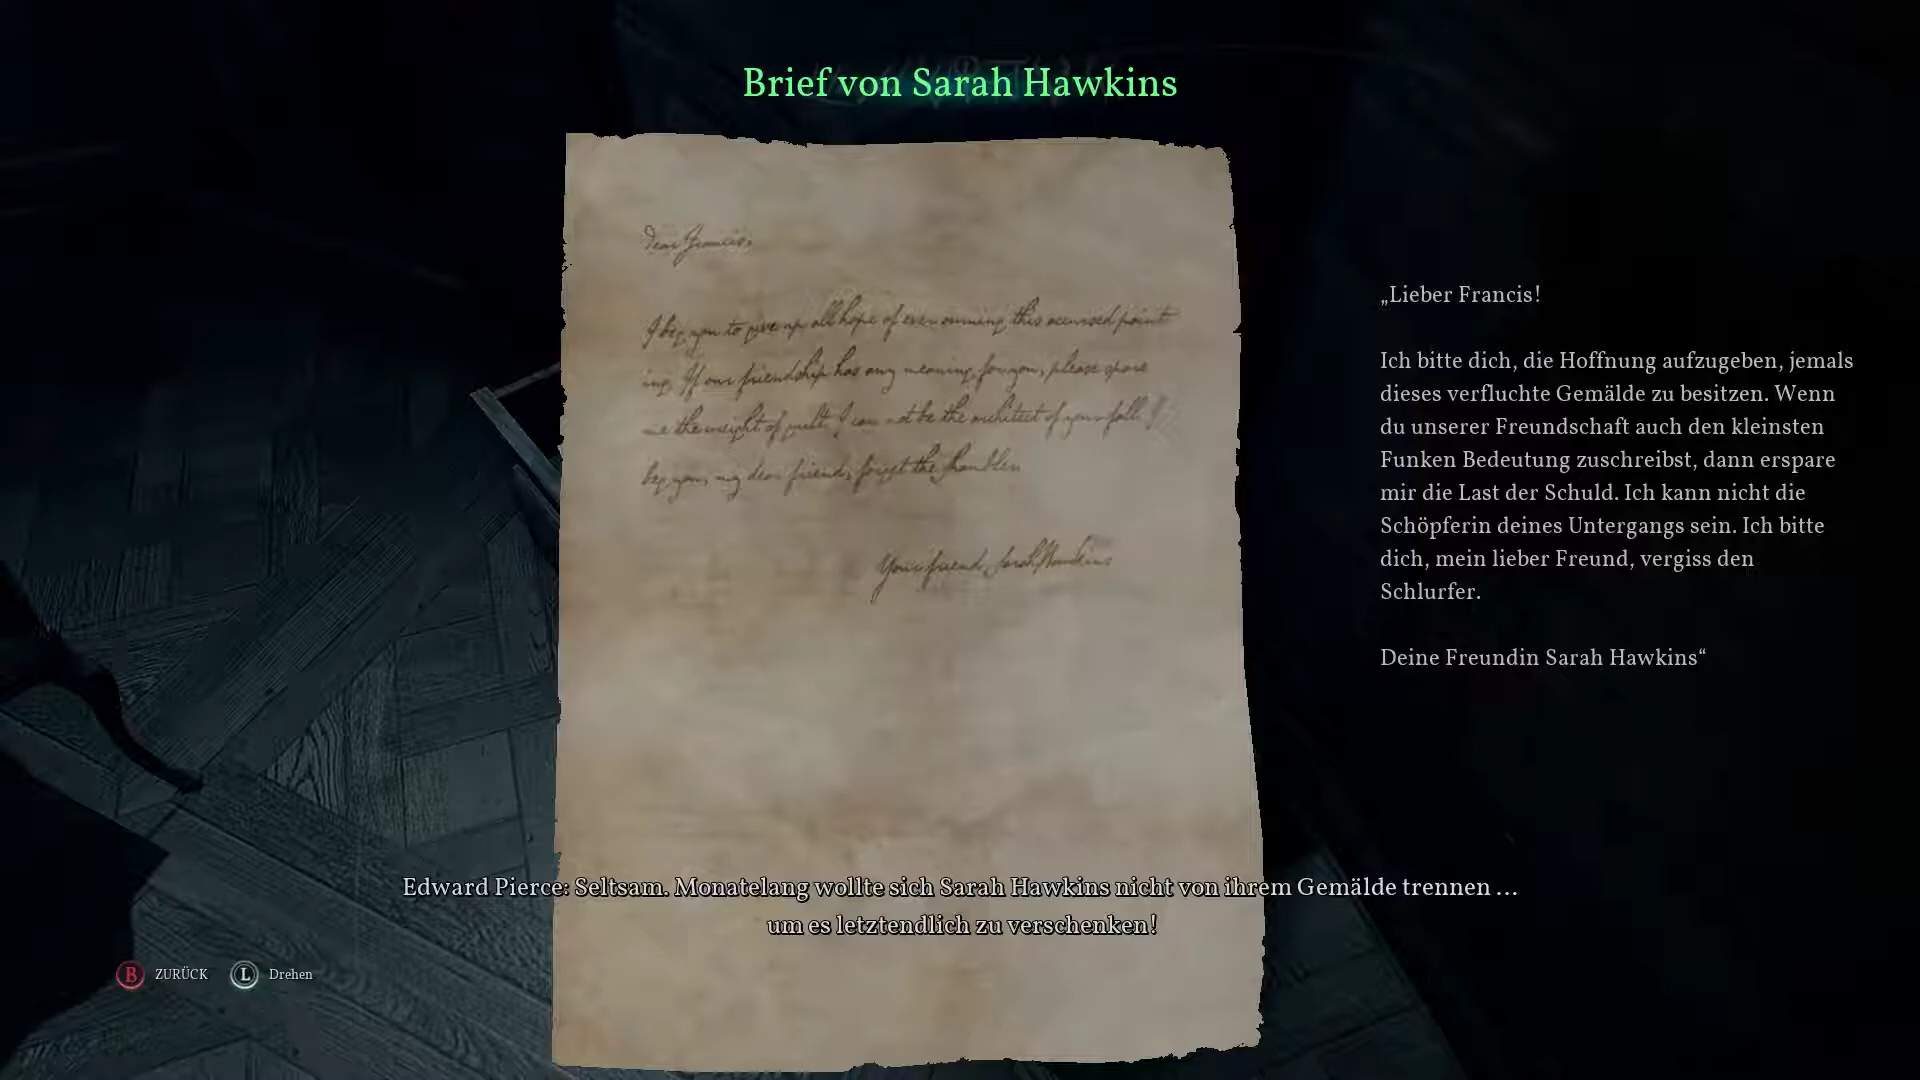 Brief von Sarah Hawkins
Dear Francis,
I beg you to give up all hope of ever owning this accursed paint
ing. If our friendship has any meaning for you, please spare
me the weight of guilt. I can not be the architect of your fall. I
beg you, my dear friend, forget the Shambler.
Your friend, Sarah Hawkins
„Lieber Francis!
Ich bitte dich, die Hoffnung aufzugeben, jemals
dieses verfluchte Gemälde zu besitzen. Wenn
du unserer Freundschaft auch den kleinsten
Funken Bedeutung zuschreibst, dann erspare
mir die Last der Schuld. Ich kann nicht die
Schöpferin deines Untergangs sein. Ich bitte
dich, mein lieber Freund, vergiss den
Schlurfer.
Deine Freundin Sarah Hawkins“
Edward Pierce: Seltsam. Monatelang wollte sich Sarah Hawkins nicht von ihrem Gemälde trennen …
um es letztendlich zu verschenken!
B ZURÜCK L Drehen